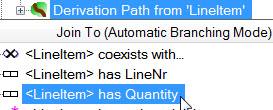 Derivation Path from 'LineItem'
Join To (Automatic Branching Mode)
<LineItem> coexists with...
<LineItem> has LineNr
<LineItem> has Quantity